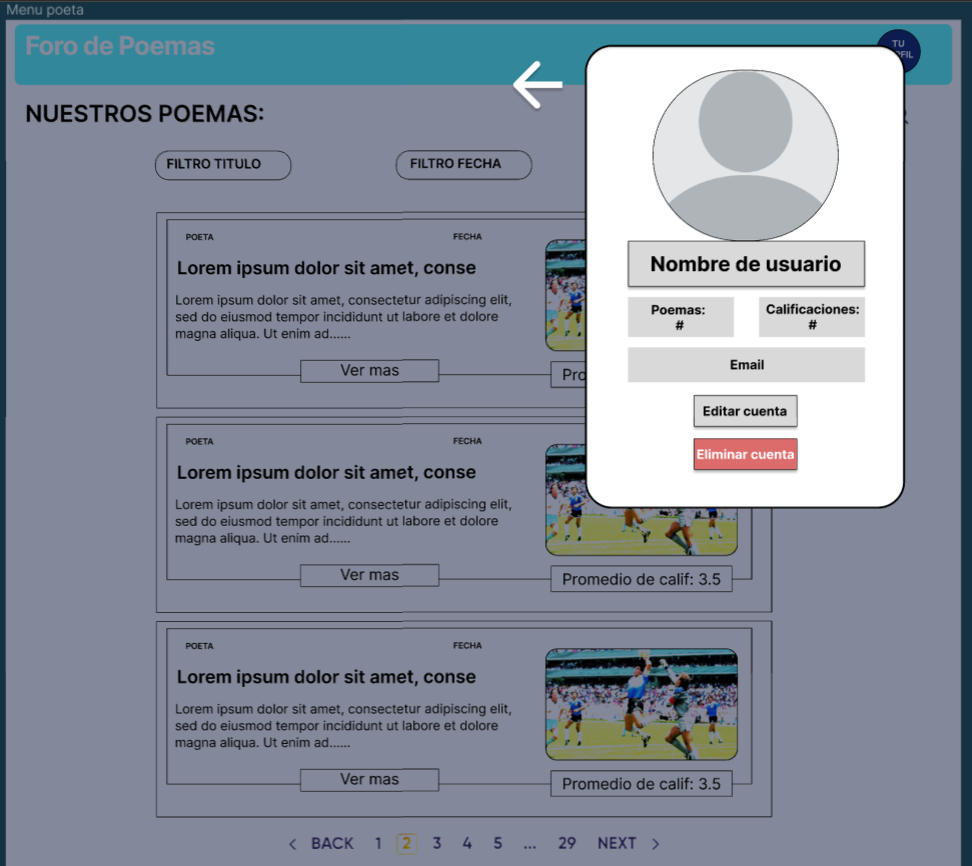 Menu poeta
Foro de Poemas
TU
FIL
NUESTROS POEMAS:
FILTRO TITULO
FILTRO FECHA
POETA
FECHA
Lorem ipsum dolor sit amet, conse
Lorem ipsum dolor sit amet, consectetur adipiscing elit,
sed do eiusmod tempor incididunt ut labore et dolore
magna aliqua. Ut enim ad......
Ver mas
Pro
POETA
FECHA
Lorem ipsum dolor sit amet, conse
Lorem ipsum dolor sit amet, consectetur adipiscing elit,
sed do eiusmod tempor incididunt ut labore et dolore
magna aliqua. Ut enim ad......
Ver mas
Promedio de calif: 3.5
POETA
FECHA
Lorem ipsum dolor sit amet, conse
Lorem ipsum dolor sit amet, consectetur adipiscing elit,
sed do eiusmod tempor incididunt ut labore et dolore
magna aliqua. Ut enim ad......
Ver mas
Promedio de calif: 3.5
< BACK 1 2 3 4 5 ... 29 NEXT >
Nombre de usuario
Poemas:
#
Calificaciones:
#
Email
Editar cuenta
Eliminar cuenta